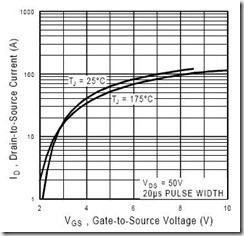 1000
100
10
1
I D , Drain-to-Source Current (A)
T J = 25°C
T J = 175°C
V DS = 50V
20µs PULSE WIDTH
2 4 6 8 10
V GS , Gate-to-Source Voltage (V)